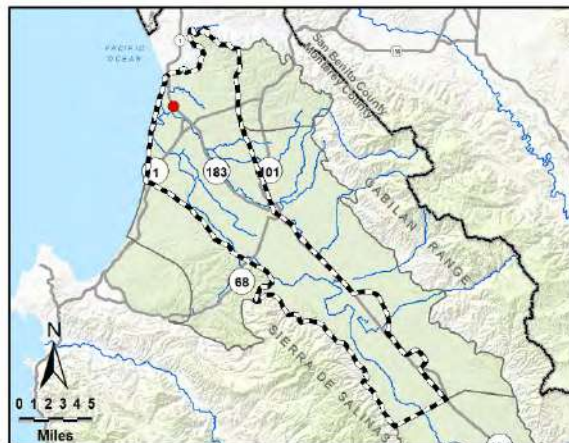 PACIFIC
OCEAN
1
San Benito County
Monterey County
1
183
101
GABILAN RANGE
68
SIERRA DE SALINAS
N
0 1 2 3 4 5
Miles